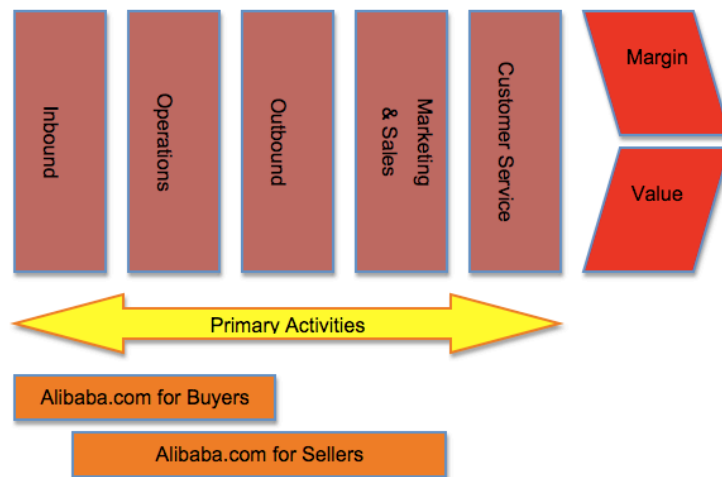 Inbound
Operations
Outbound
Marketing
& Sales
Customer Service
Margin
Value
Primary Activities
Alibaba.com for Buyers
Alibaba.com for Sellers